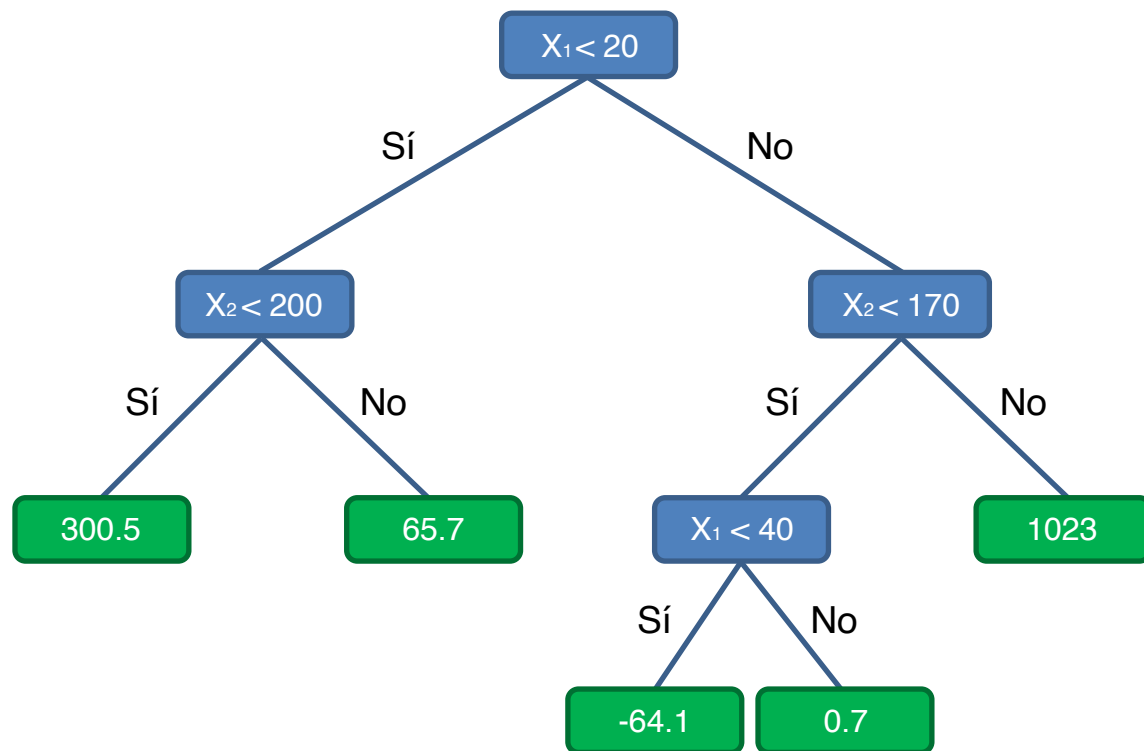 X₁ < 20
Sí
No
X₂ < 200
X₂ < 170
Sí
No
Sí
No
300.5
65.7
X₁ < 40
1023
Sí
No
-64.1
0.7